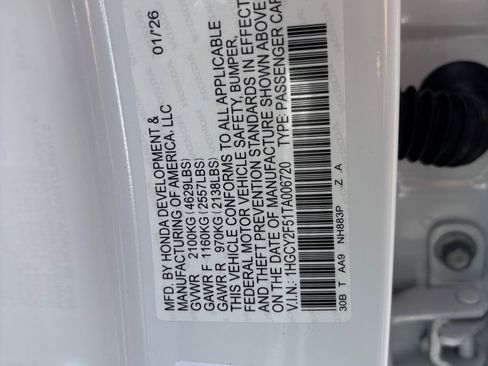 MFD. BY HONDA DEVELOPMENT &
MANUFACTURING OF AMERICA, LLC 01/'26
GAWR 2100KG(4629LBS)
GAWR F 1160KG(2557LBS)
GAWR R 970KG(2138LBS)
THIS VEHICLE CONFORMS TO ALL APPLICABLE
FEDERAL MOTOR VEHICLE SAFETY, BUMPER,
AND THEFT PREVENTION STANDARDS IN EFFECT
ON THE DATE OF MANUFACTURE SHOWN ABOVE
V.I.N.: 1HGCY2F51TA006720 TYPE: PASSENGER CAR
30B T AA9 NH883P Z A